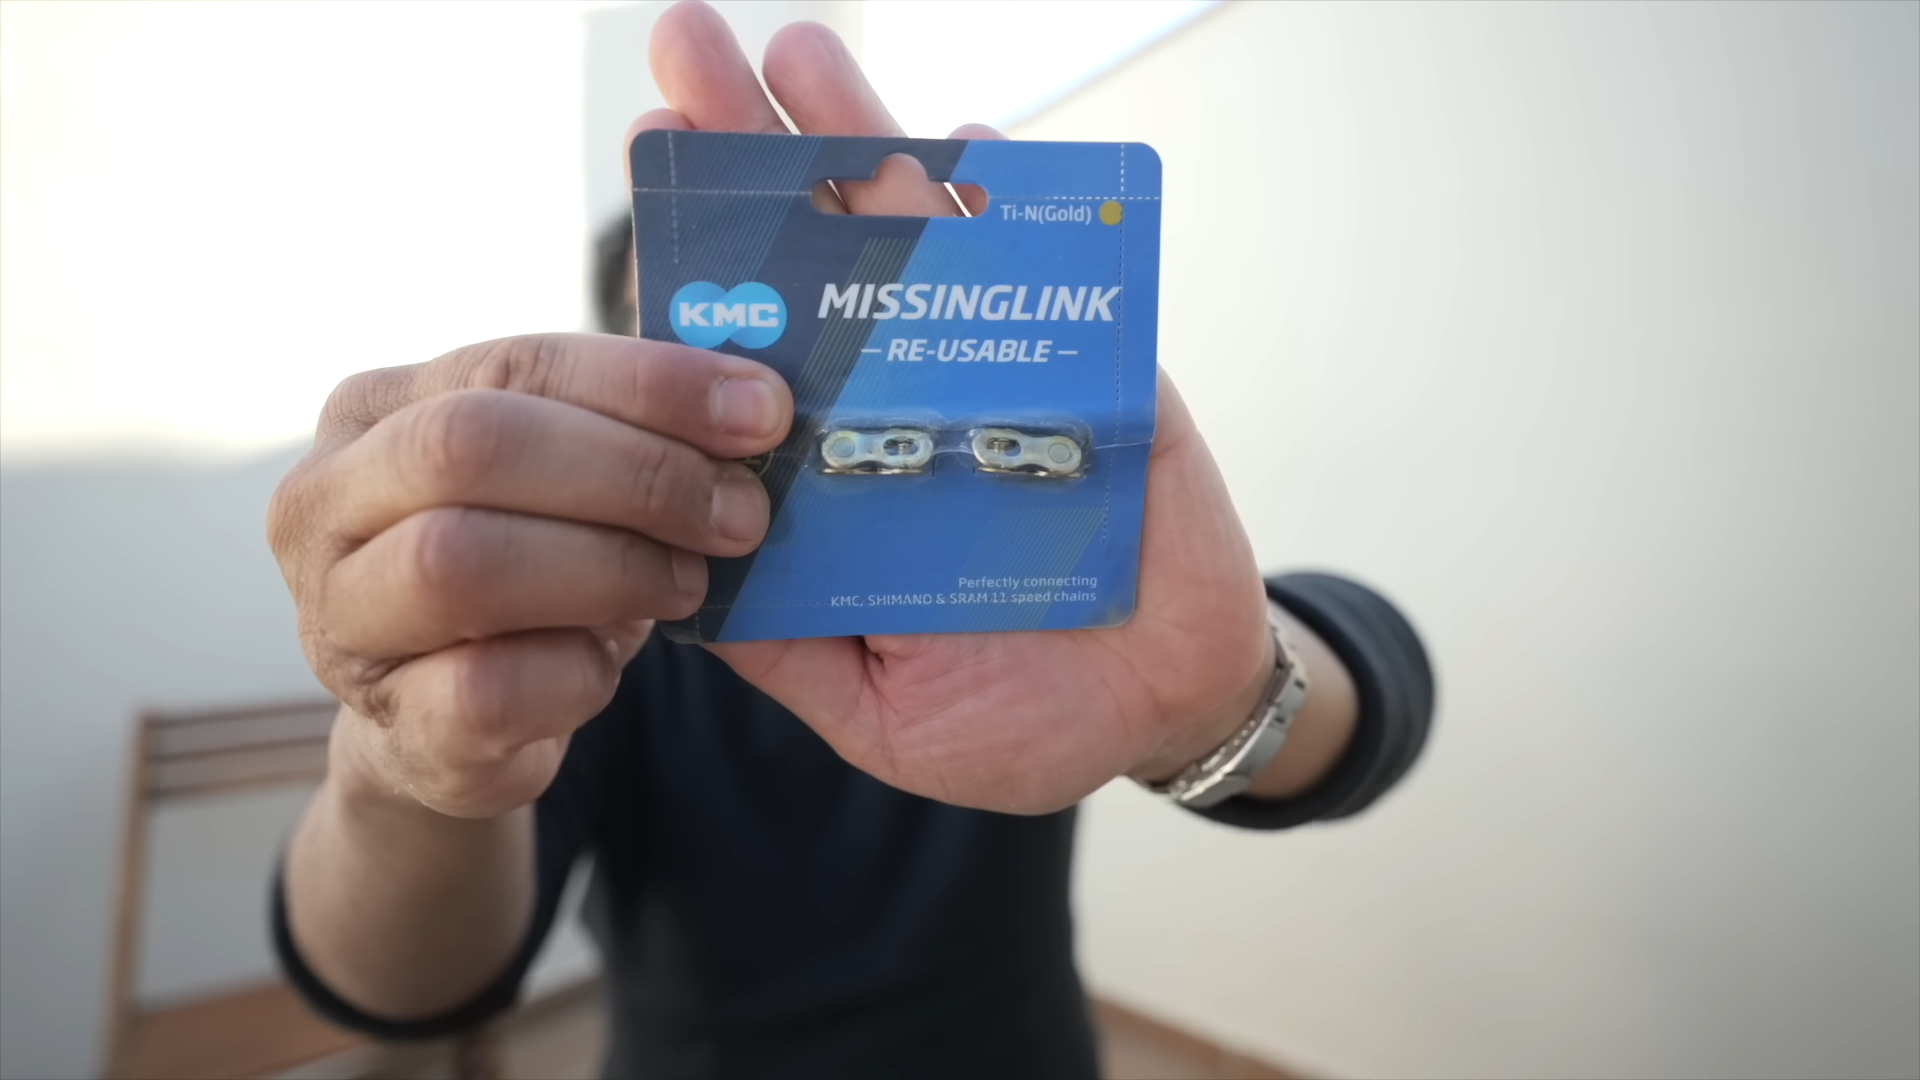 Ti-N(Gold)
KMC
MISSINGLINK
– RE-USABLE –
Perfectly connecting
KMC, SHIMANO & SRAM 11 speed chains